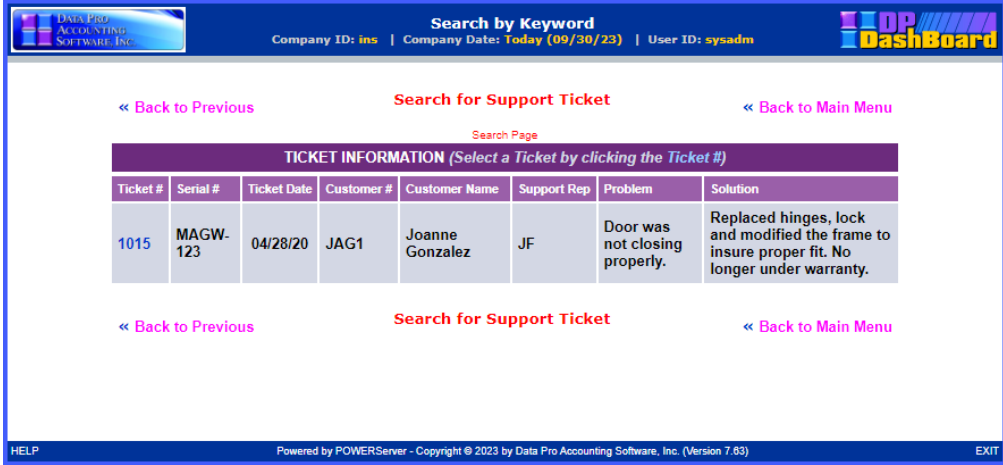 DATA PRO
ACCOUNTING
SOFTWARE, INC.
Search by Keyword
Company ID: ins | Company Date: Today (09/30/23) | User ID: sysadm
DP
DashBoard
« Back to Previous
Search for Support Ticket
« Back to Main Menu
Search Page
TICKET INFORMATION (Select a Ticket by clicking the Ticket #)
Ticket # Serial # Ticket Date Customer # Customer Name Support Rep Problem Solution
1015
MAGW-
123
04/28/20
JAG1
Joanne
Gonzalez
JF
Door was
not closing
properly.
Replaced hinges, lock
and modified the frame to
insure proper fit. No
longer under warranty.
« Back to Previous
Search for Support Ticket
« Back to Main Menu
HELP
Powered by POWERServer - Copyright © 2023 by Data Pro Accounting Software, Inc. (Version 7.63)
EXIT